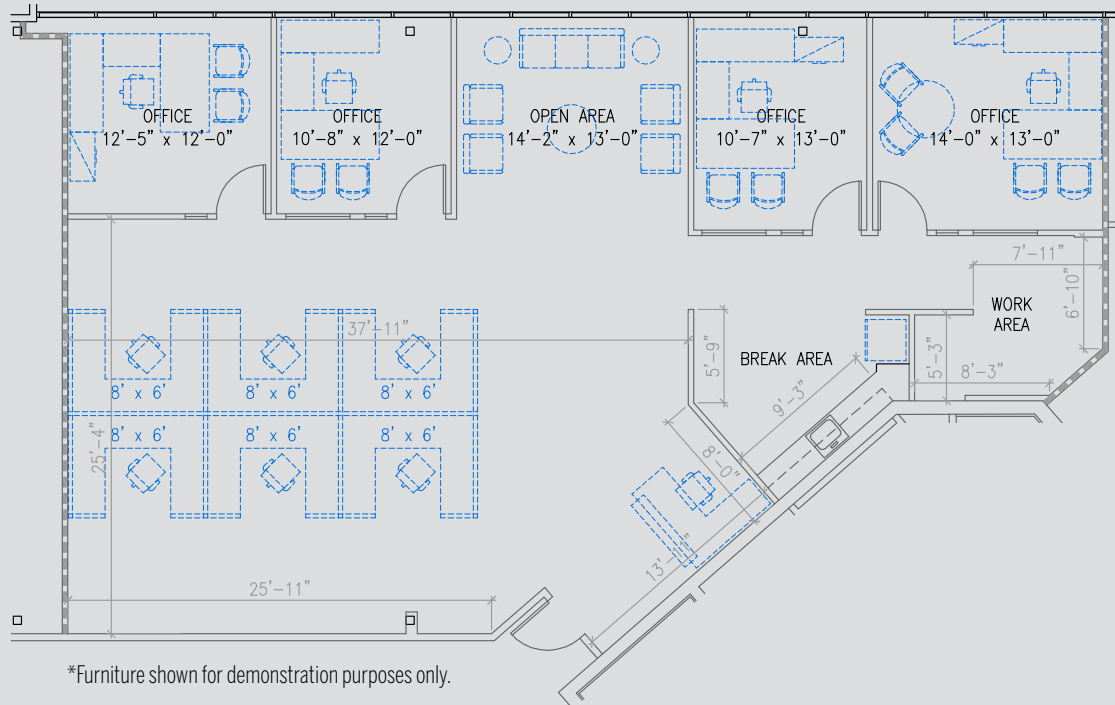 OFFICE
12'-5" x 12'-0"
OFFICE
10'-8" x 12'-0"
OPEN AREA
14'-2" x 13'-0"
OFFICE
10'-7" x 13'-0"
OFFICE
14'-0" x 13'-0"
7'-11"
6'-10"
WORK
AREA
37'-11"
5'-9"
BREAK AREA
5'-3"
8'-3"
9'-3"
8' x 6'
8' x 6'
8' x 6'
8' x 6'
8' x 6'
8' x 6'
25'-4"
8'-0"
13'-11"
25'-11"
*Furniture shown for demonstration purposes only.